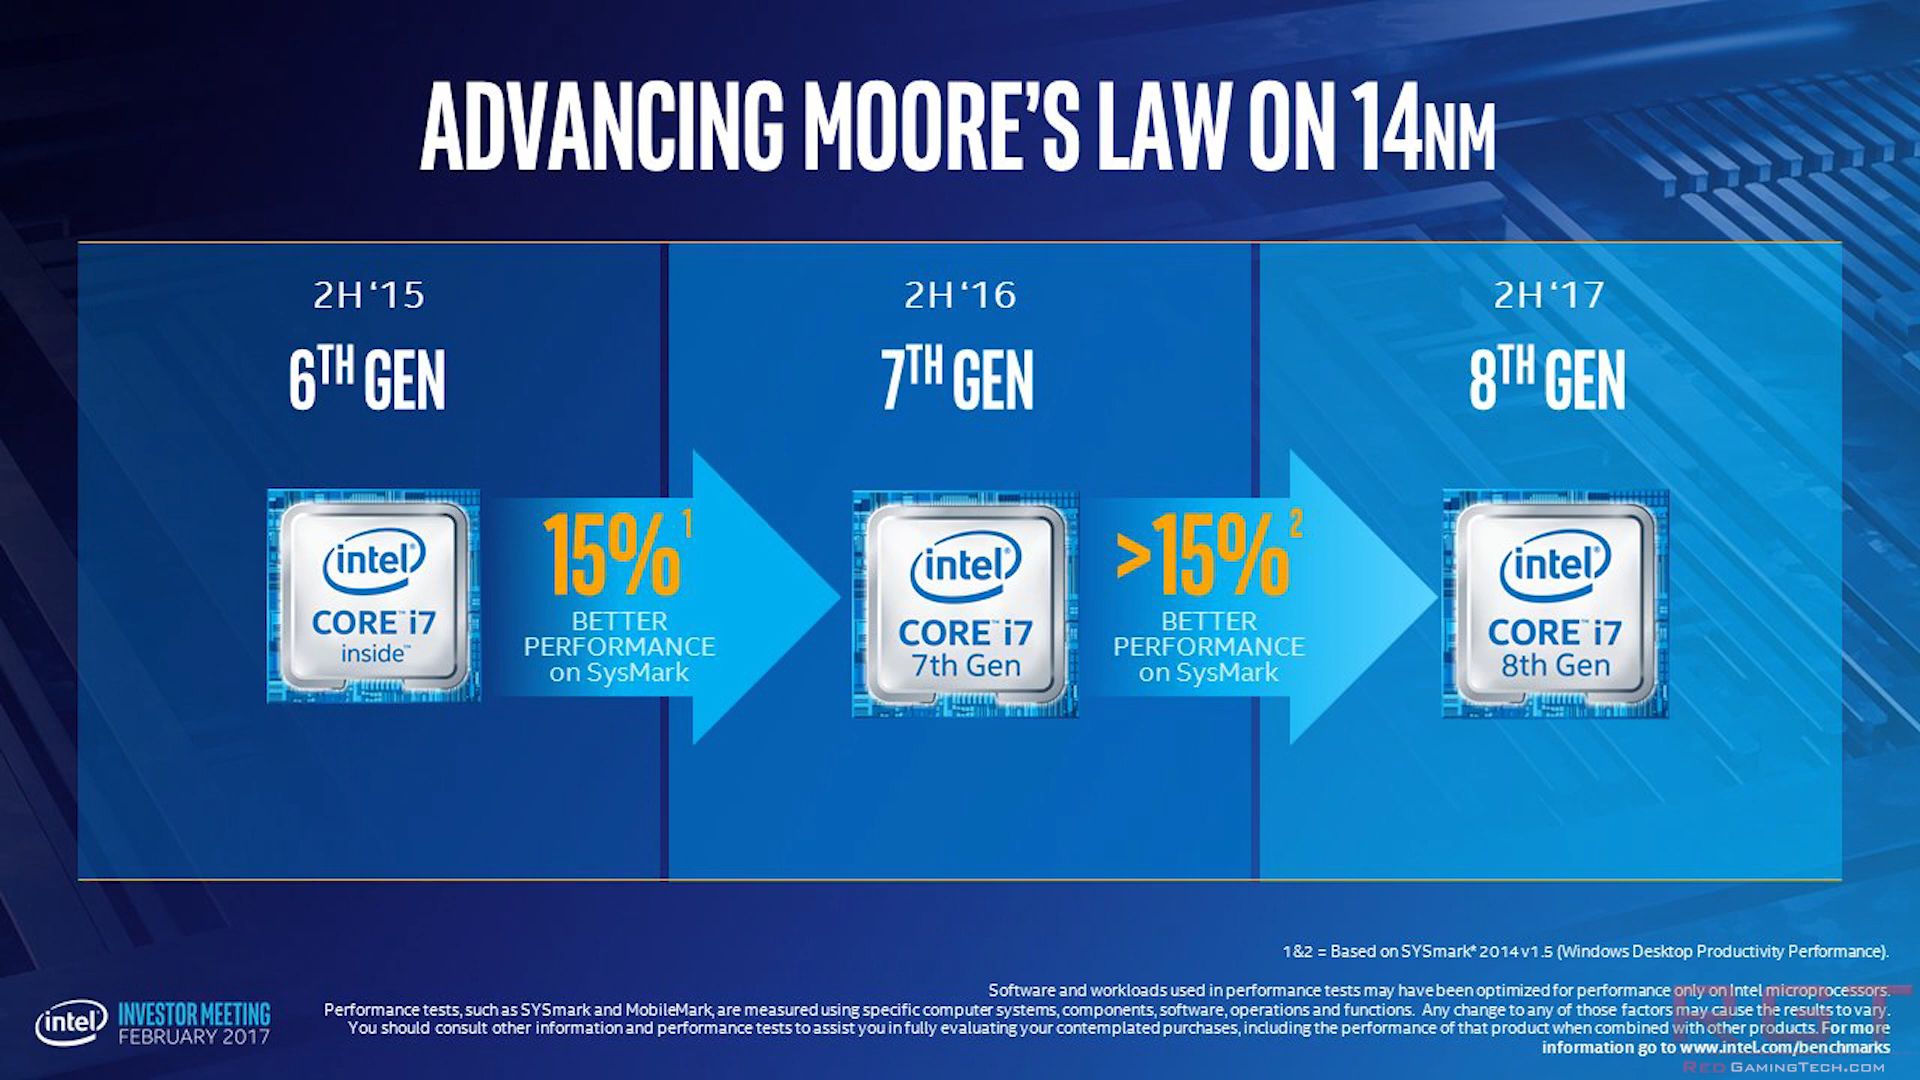 ADVANCING MOORE'S LAW ON 14NM
2H '15
6TH GEN
2H '16
7TH GEN
2H '17
8TH GEN
intel®
CORE™ i7
inside™
15%1
BETTER
PERFORMANCE
on SysMark
intel®
CORE™ i7
7th Gen
>15%2
BETTER
PERFORMANCE
on SysMark
intel®
CORE™ i7
8th Gen
1&2 = Based on SYSmark* 2014 v1.5 (Windows Desktop Productivity Performance).
Software and workloads used in performance tests may have been optimized for performance only on Intel microprocessors.
Performance tests, such as SYSmark and MobileMark, are measured using specific computer systems, components, software, operations and functions. Any change to any of those factors may cause the results to vary.
You should consult other information and performance tests to assist you in fully evaluating your contemplated purchases, including the performance of that product when combined with other products. For more
information go to www.intel.com/benchmarks
intel
INVESTOR MEETING
FEBRUARY 2017
RGT
REDGAMINGTECH.COM